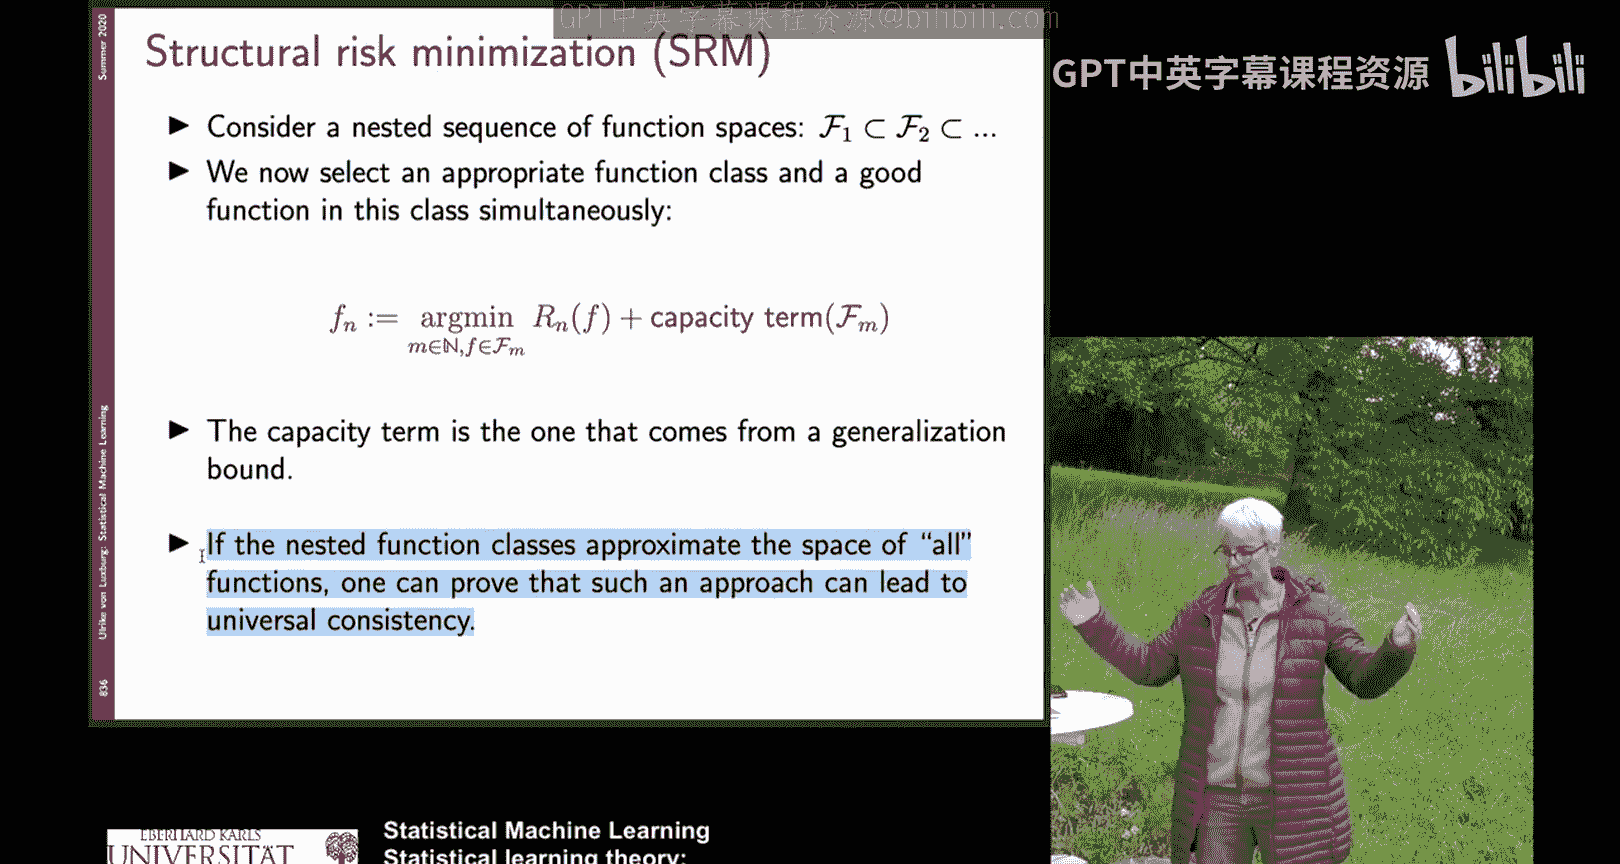 GPT中英字幕课程资源@bilibili.com
GPT中英字幕课程资源 bilibili
Summer 2020
Structural risk minimization (SRM)
▶ Consider a nested sequence of function spaces: ℱ₁ ⊂ ℱ₂ ⊂ ...
▶ We now select an appropriate function class and a good
function in this class simultaneously:
fₙ := argmin Rₙ(f) + capacity term(ℱₘ)
m∈ℕ,f∈ℱₘ
▶ The capacity term is the one that comes from a generalization
bound.
▶ If the nested function classes approximate the space of “all”
functions, one can prove that such an approach can lead to
universal consistency.
Ulrike von Luxburg: Statistical Machine Learning
836
EBERHARD KARLS
UNIVERSITÄT
Statistical Machine Learning
Statistical learning theory: